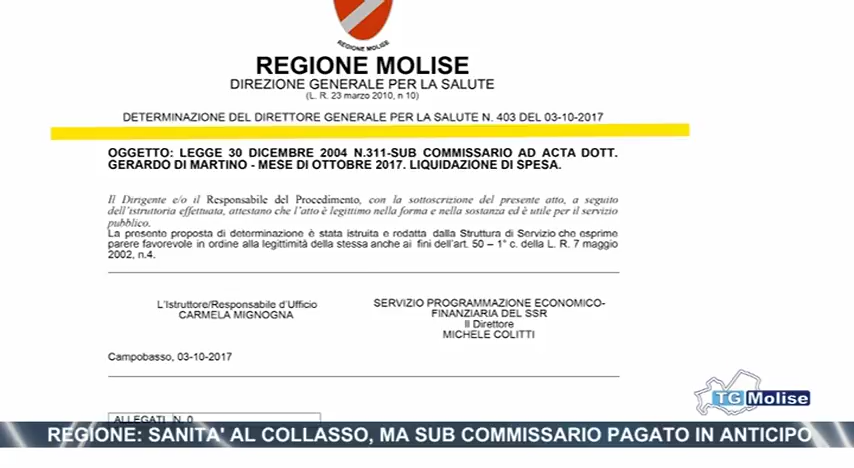 REGIONE MOLISE
REGIONE MOLISE
DIREZIONE GENERALE PER LA SALUTE
(L. R. 23 marzo 2010, n 10)
DETERMINAZIONE DEL DIRETTORE GENERALE PER LA SALUTE N. 403 DEL 03-10-2017
OGGETTO: LEGGE 30 DICEMBRE 2004 N.311-SUB COMMISSARIO AD ACTA DOTT.
GERARDO DI MARTINO - MESE DI OTTOBRE 2017. LIQUIDAZIONE DI SPESA.
Il Dirigente e/o il Responsabile del Procedimento, con la sottoscrizione del presente atto, a seguito
dell'istruttoria effettuata, attestano che l'atto è legittimo nella forma e nella sostanza ed è utile per il servizio
pubblico.
La presente proposta di determinazione è stata istruita e redatta dalla Struttura di Servizio che esprime
parere favorevole in ordine alla legittimità della stessa anche ai fini dell'art. 50 – 1° c. della L. R. 7 maggio
2002, n.4.
L'Istruttore/Responsabile d'Ufficio
CARMELA MIGNOGNA
SERVIZIO PROGRAMMAZIONE ECONOMICO-
FINANZIARIA DEL SSR
Il Direttore
MICHELE COLITTI
Campobasso, 03-10-2017
ALLEGATI N. 0
TG Molise
REGIONE: SANITA' AL COLLASSO, MA SUB COMMISSARIO PAGATO IN ANTICIPO